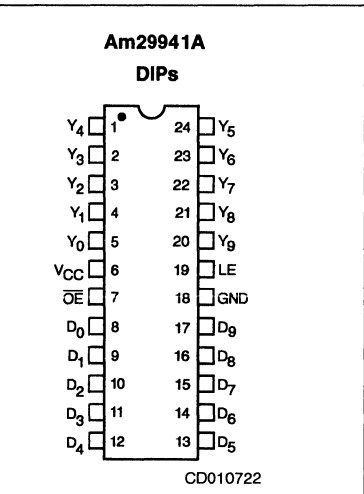 Am29941A
DIPs
Y4 1 24 Y5
Y3 2 23 Y6
Y2 3 22 Y7
Y1 4 21 Y8
Y0 5 20 Y9
VCC 6 19 LE
O̅E̅ 7 18 GND
D0 8 17 D9
D1 9 16 D8
D2 10 15 D7
D3 11 14 D6
D4 12 13 D5
CD010722